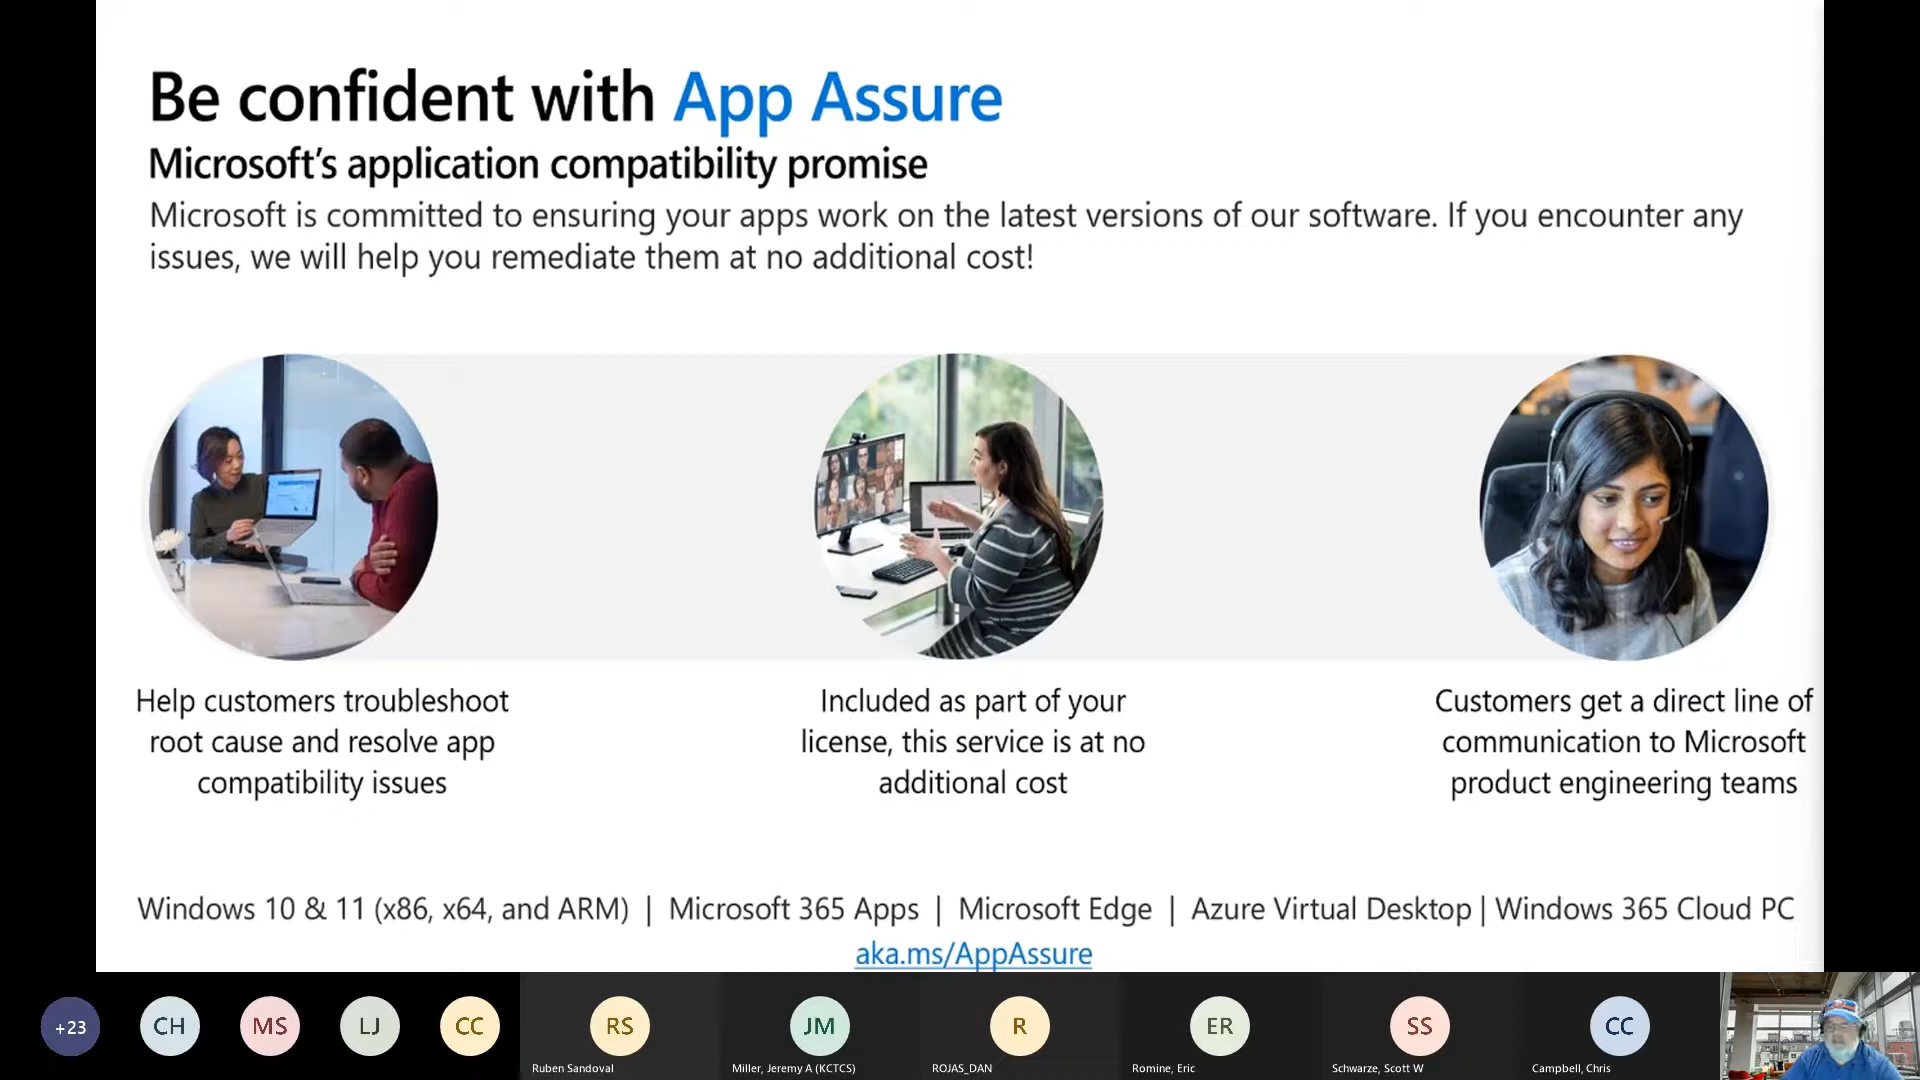 Be confident with App Assure
Microsoft's application compatibility promise
Microsoft is committed to ensuring your apps work on the latest versions of our software. If you encounter any
issues, we will help you remediate them at no additional cost!
Help customers troubleshoot
root cause and resolve app
compatibility issues
Included as part of your
license, this service is at no
additional cost
Customers get a direct line of
communication to Microsoft
product engineering teams
Windows 10 & 11 (x86, x64, and ARM) | Microsoft 365 Apps | Microsoft Edge | Azure Virtual Desktop | Windows 365 Cloud PC
aka.ms/AppAssure
+23
CH
MS
LJ
CC
RS
Ruben Sandoval
JM
Miller, Jeremy A (KCTCS)
R
ROJAS_DAN
ER
Romine, Eric
SS
Schwarze, Scott W
CC
Campbell, Chris